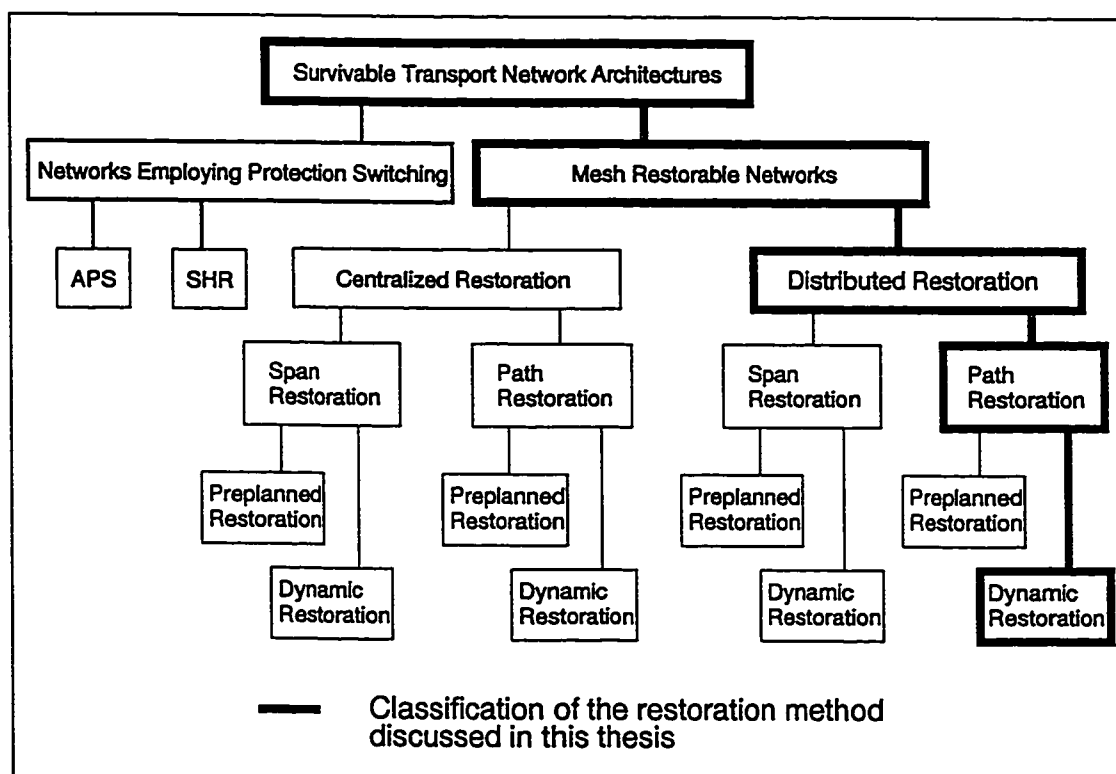 Survivable Transport Network Architectures
Networks Employing Protection Switching
Mesh Restorable Networks
APS
SHR
Centralized Restoration
Distributed Restoration
Span
Restoration
Path
Restoration
Span
Restoration
Path
Restoration
Preplanned
Restoration
Preplanned
Restoration
Preplanned
Restoration
Preplanned
Restoration
Dynamic
Restoration
Dynamic
Restoration
Dynamic
Restoration
Dynamic
Restoration
Classification of the restoration method
discussed in this thesis